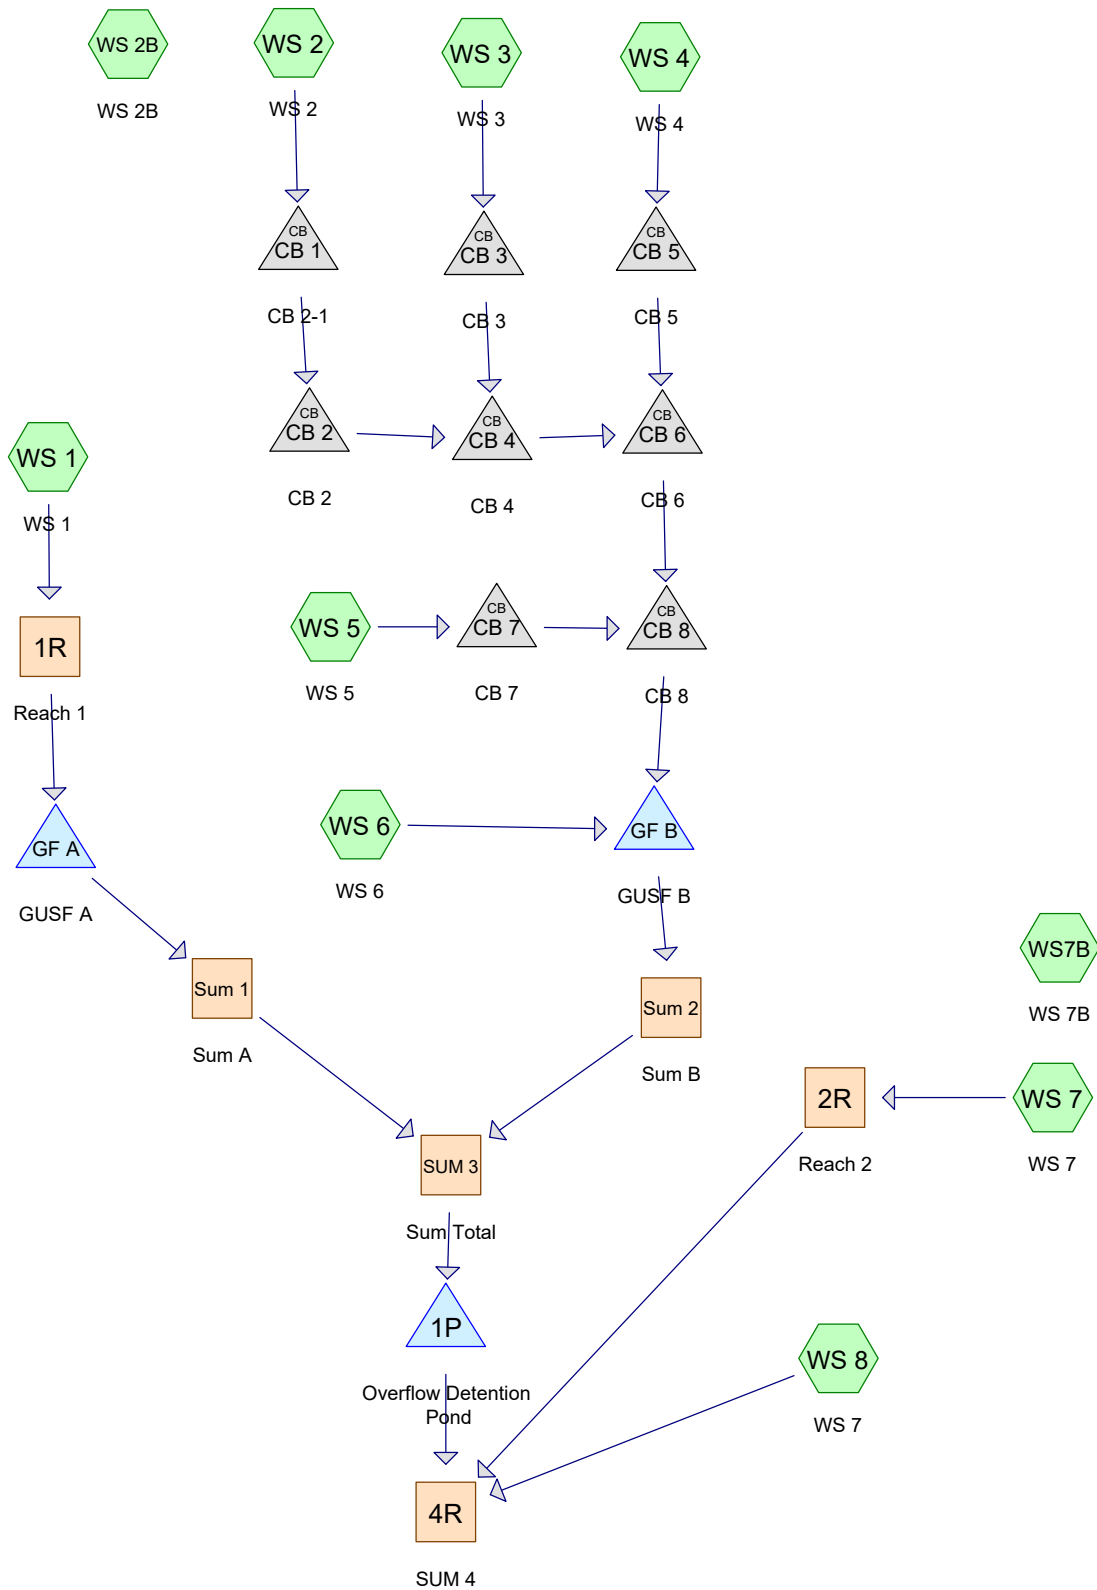 WS 2B
WS 2
WS 3
WS 4
WS 2B
WS 2
WS 3
WS 4
CB
CB 1
CB
CB 3
CB
CB 5
CB 2-1
CB 3
CB 5
CB
CB 2
CB
CB 4
CB
CB 6
WS 1
CB 2
CB 4
CB 6
WS 1
WS 5
CB
CB 7
CB
CB 8
1R
WS 5
CB 7
CB 8
Reach 1
WS 6
GF B
GF A
WS 6
GUSF B
GUSF A
WS7B
Sum 1
Sum 2
WS 7B
Sum A
Sum B
2R
WS 7
SUM 3
Reach 2
WS 7
Sum Total
1P
WS 8
Overflow Detention
Pond
WS 7
4R
SUM 4